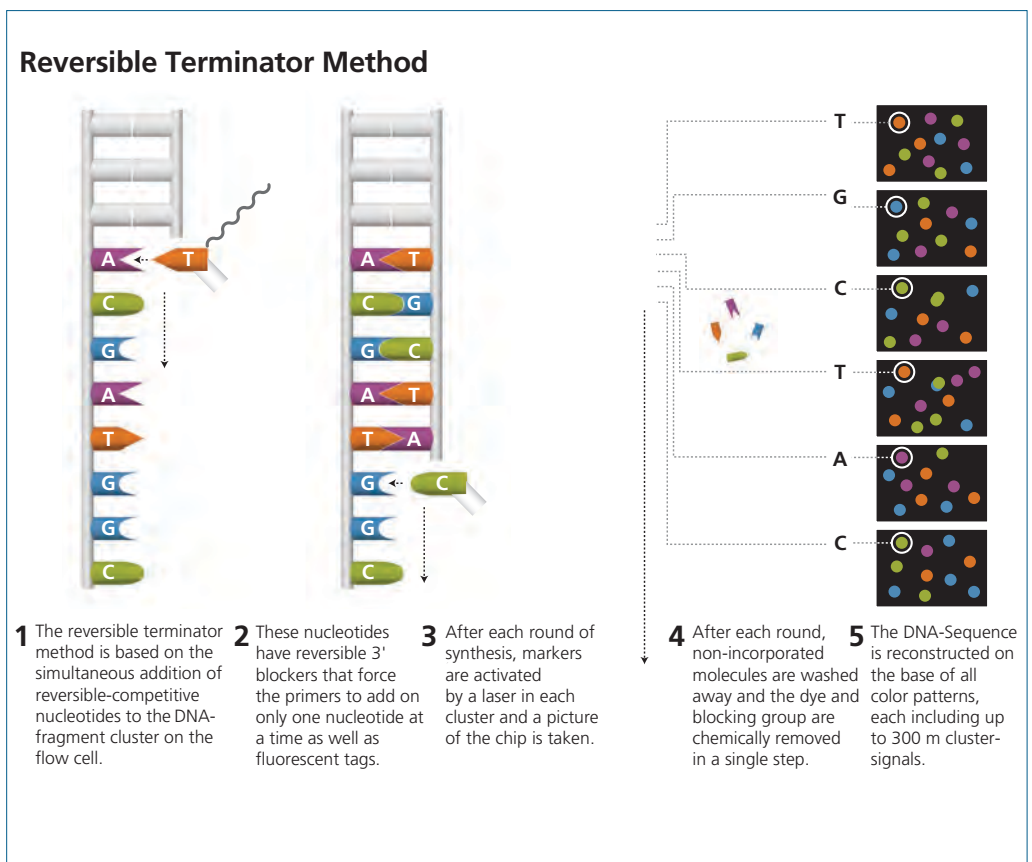 Reversible Terminator Method
A
T
C
G
A
T
G
G
C
A T
C G
G C
A T
T A
G C
G
C
T
G
C
T
A
C
1 The reversible terminator
method is based on the
simultaneous addition of
reversible-competitive
nucleotides to the DNA-
fragment cluster on the
flow cell.
2 These nucleotides
have reversible 3'
blockers that force
the primers to add on
only one nucleotide at
a time as well as
fluorescent tags.
3 After each round of
synthesis, markers
are activated
by a laser in each
cluster and a picture
of the chip is taken.
4 After each round,
non-incorporated
molecules are washed
away and the dye and
blocking group are
chemically removed
in a single step.
5 The DNA-Sequence
is reconstructed on
the base of all
color patterns,
each including up
to 300 m cluster-
signals.